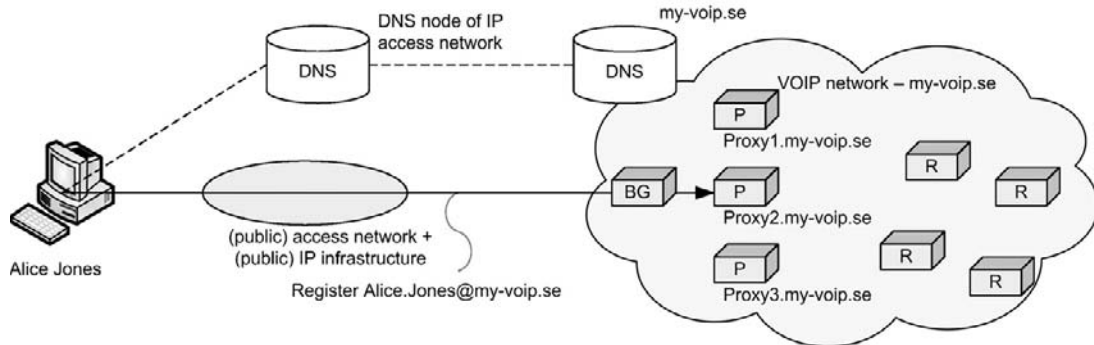 my-voip.se
DNS node of IP
access network
DNS
DNS
VOIP network – my-voip.se
P
Proxy1.my-voip.se
R
R
BG
P
Proxy2.my-voip.se
(public) access network +
(public) IP infrastructure
R
P
R
Alice Jones
Register Alice.Jones@my-voip.se
Proxy3.my-voip.se